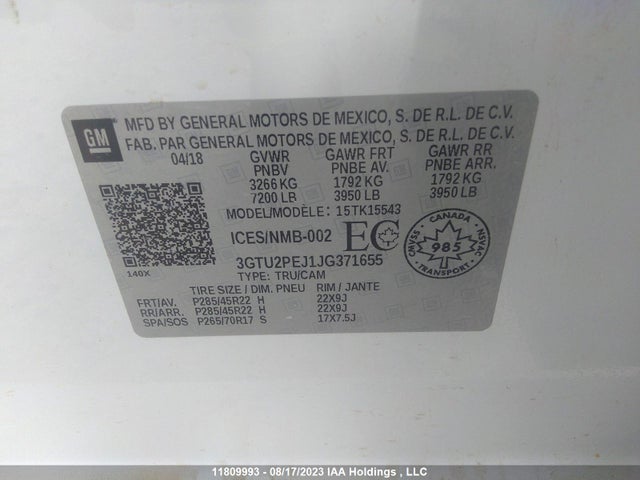 GM
MFD BY GENERAL MOTORS DE MEXICO, S. DE R.L. DE C.V.
FAB. PAR GENERAL MOTORS DE MEXICO, S. DE R.L. DE C.V.
04/18 GVWR GAWR FRT GAWR RR
PNBV PNBE AV. PNBE ARR.
3266 KG 1792 KG 1792 KG
7200 LB 3950 LB 3950 LB
MODEL/MODÈLE: 15TK15543
ICES/NMB-002 EC
CANADA
CMVSS 985 NSVAC
TRANSPORT
3GTU2PEJ1JG371655
140X
TYPE: TRU/CAM
TIRE SIZE / DIM. PNEU RIM / JANTE
FRT/AV. P285/45R22 H 22X9J
RR/ARR. P285/45R22 H 22X9J
SPA/SOS P265/70R17 S 17X7.5J
11809993 - 08/17/2023 IAA Holdings , LLC